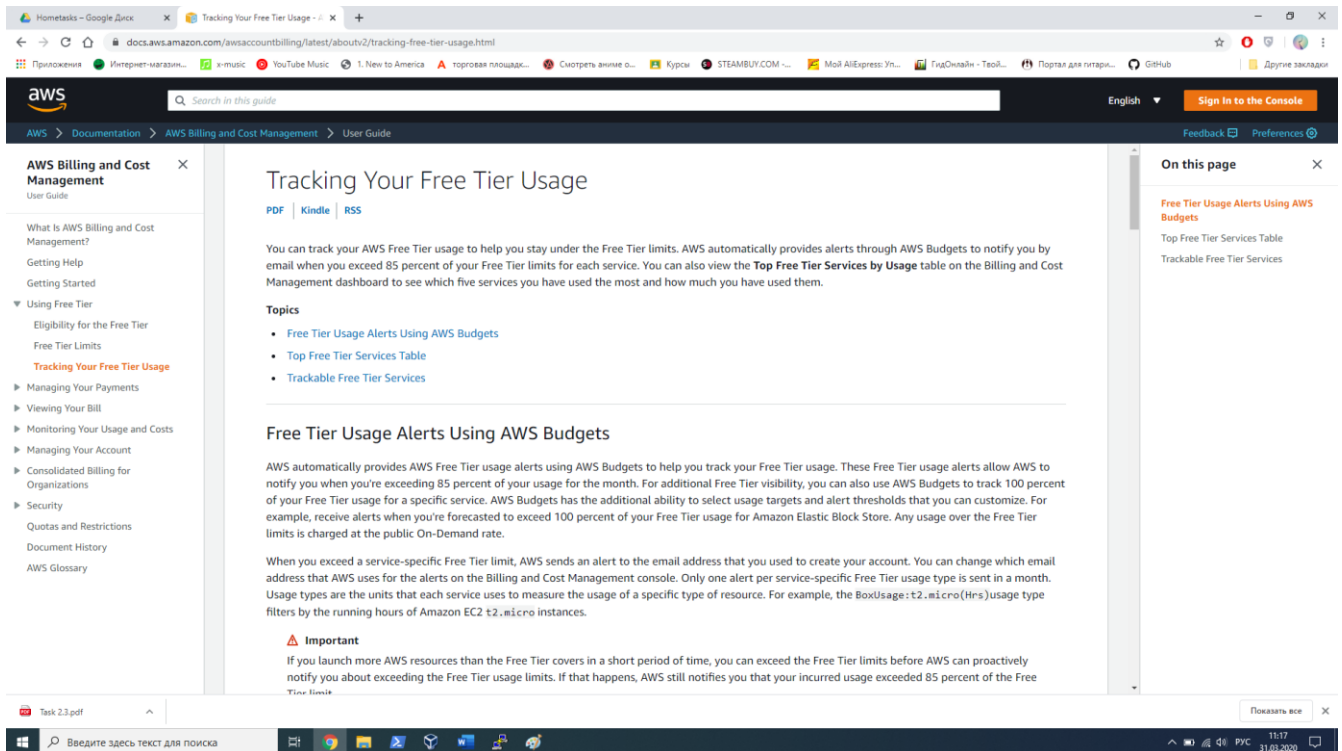 Hometasks – Google Диск
Tracking Your Free Tier Usage - A
docs.aws.amazon.com/awsaccountbilling/latest/aboutv2/tracking-free-tier-usage.html
Приложения Интернет-магазин... x-music YouTube Music 1. New to America торговая площадк... Смотреть аниме о... Курсы STEAMBUY.COM -... Мой AliExpress: Уп... ГидОнлайн - Твой... Портал для гитари... GitHub Другие закладки
aws
Search in this guide
English
Sign In to the Console
AWS > Documentation > AWS Billing and Cost Management > User Guide
Feedback Preferences
AWS Billing and Cost
Management
User Guide
What Is AWS Billing and Cost
Management?
Getting Help
Getting Started
Using Free Tier
Eligibility for the Free Tier
Free Tier Limits
Tracking Your Free Tier Usage
Managing Your Payments
Viewing Your Bill
Monitoring Your Usage and Costs
Managing Your Account
Consolidated Billing for
Organizations
Security
Quotas and Restrictions
Document History
AWS Glossary
Tracking Your Free Tier Usage
PDF Kindle RSS
You can track your AWS Free Tier usage to help you stay under the Free Tier limits. AWS automatically provides alerts through AWS Budgets to notify you by
email when you exceed 85 percent of your Free Tier limits for each service. You can also view the Top Free Tier Services by Usage table on the Billing and Cost
Management dashboard to see which five services you have used the most and how much you have used them.
Topics
• Free Tier Usage Alerts Using AWS Budgets
• Top Free Tier Services Table
• Trackable Free Tier Services
Free Tier Usage Alerts Using AWS Budgets
AWS automatically provides AWS Free Tier usage alerts using AWS Budgets to help you track your Free Tier usage. These Free Tier usage alerts allow AWS to
notify you when you're exceeding 85 percent of your usage for the month. For additional Free Tier visibility, you can also use AWS Budgets to track 100 percent
of your Free Tier usage for a specific service. AWS Budgets has the additional ability to select usage targets and alert thresholds that you can customize. For
example, receive alerts when you're forecasted to exceed 100 percent of your Free Tier usage for Amazon Elastic Block Store. Any usage over the Free Tier
limits is charged at the public On-Demand rate.
When you exceed a service-specific Free Tier limit, AWS sends an alert to the email address that you used to create your account. You can change which email
address that AWS uses for the alerts on the Billing and Cost Management console. Only one alert per service-specific Free Tier usage type is sent in a month.
Usage types are the units that each service uses to measure the usage of a specific type of resource. For example, the BoxUsage:t2.micro(Hrs)usage type
filters by the running hours of Amazon EC2 t2.micro instances.
Important
If you launch more AWS resources than the Free Tier covers in a short period of time, you can exceed the Free Tier limits before AWS can proactively
notify you about exceeding the Free Tier usage limits. If that happens, AWS still notifies you that your incurred usage exceeded 85 percent of the Free
Tier limit.
On this page
Free Tier Usage Alerts Using AWS
Budgets
Top Free Tier Services Table
Trackable Free Tier Services
Task 2.3.pdf
Показать все
Введите здесь текст для поиска
РУС
11:17
31.03.2020